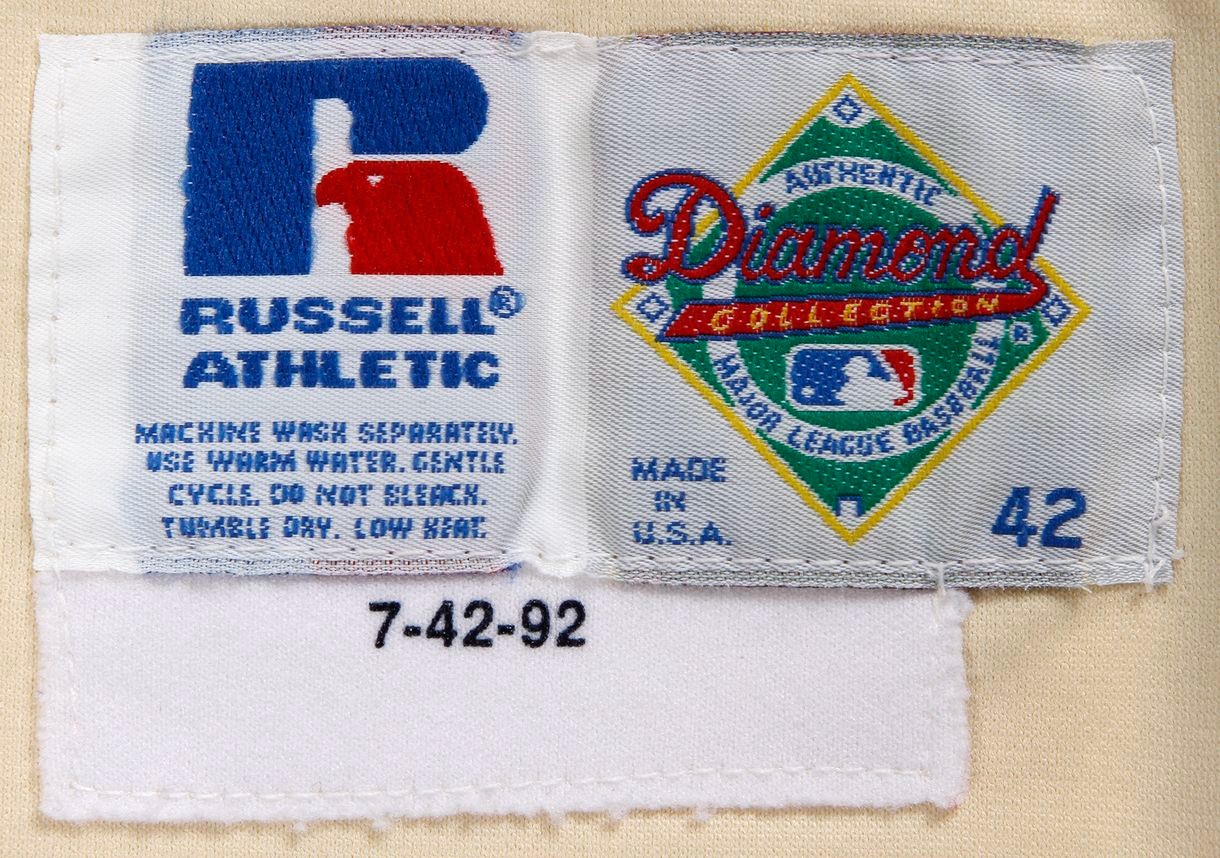 RUSSELL®
ATHLETIC
MACHINE WASH SEPARATELY.
USE WARM WATER. GENTLE
CYCLE. DO NOT BLEACH.
TUMBLE DRY. LOW HEAT.
AUTHENTIC
Diamond
COLLECTION
®
MAJOR LEAGUE BASEBALL
MADE
IN
U.S.A.
42
7-42-92